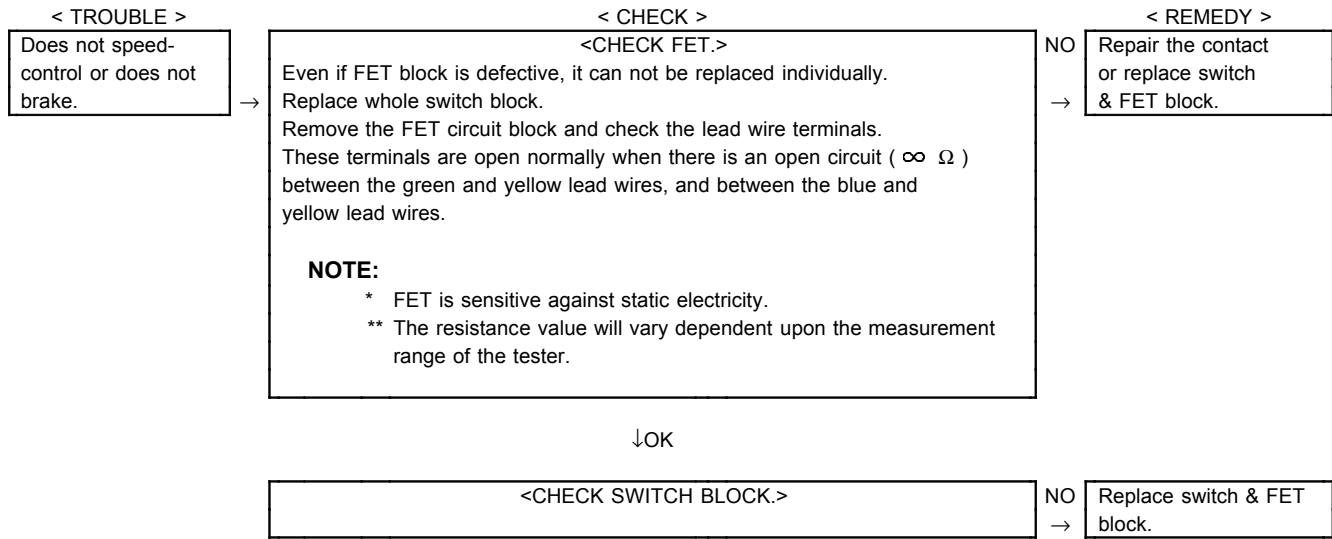 < TROUBLE >
< CHECK >
< REMEDY >
Does not speed-
control or does not
brake.
→
<CHECK FET.>
Even if FET block is defective, it can not be replaced individually.
Replace whole switch block.
Remove the FET circuit block and check the lead wire terminals.
These terminals are open normally when there is an open circuit ( ∞ Ω )
between the green and yellow lead wires, and between the blue and
yellow lead wires.
NOTE:
* FET is sensitive against static electricity.
** The resistance value will vary dependent upon the measurement
range of the tester.
NO
→
Repair the contact
or replace switch
& FET block.
↓OK
<CHECK SWITCH BLOCK.>
NO
→
Replace switch & FET
block.